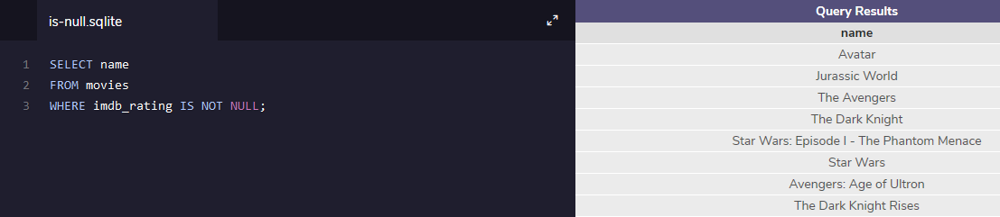 is-null.sqlite
1 SELECT name
2 FROM movies
3 WHERE imdb_rating IS NOT NULL;
Query Results
name
Avatar
Jurassic World
The Avengers
The Dark Knight
Star Wars: Episode I - The Phantom Menace
Star Wars
Avengers: Age of Ultron
The Dark Knight Rises